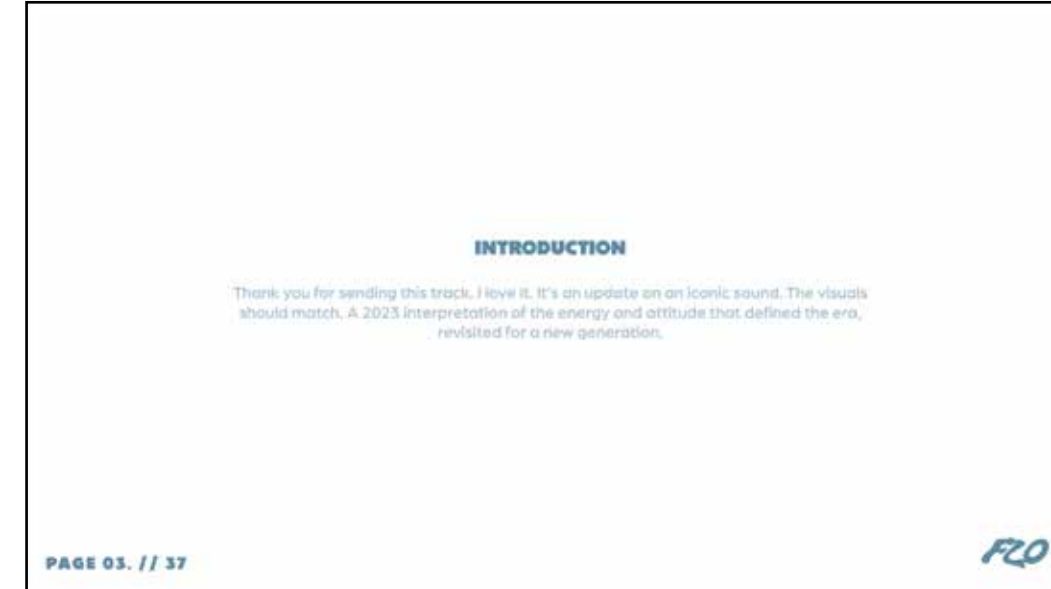 INTRODUCTION
Thank you for sending this track. I love it. It's an update on an iconic sound. The visuals
should match. A 2023 interpretation of the energy and attitude that defined the era,
revisited for a new generation.
PAGE 03. // 37
FLO